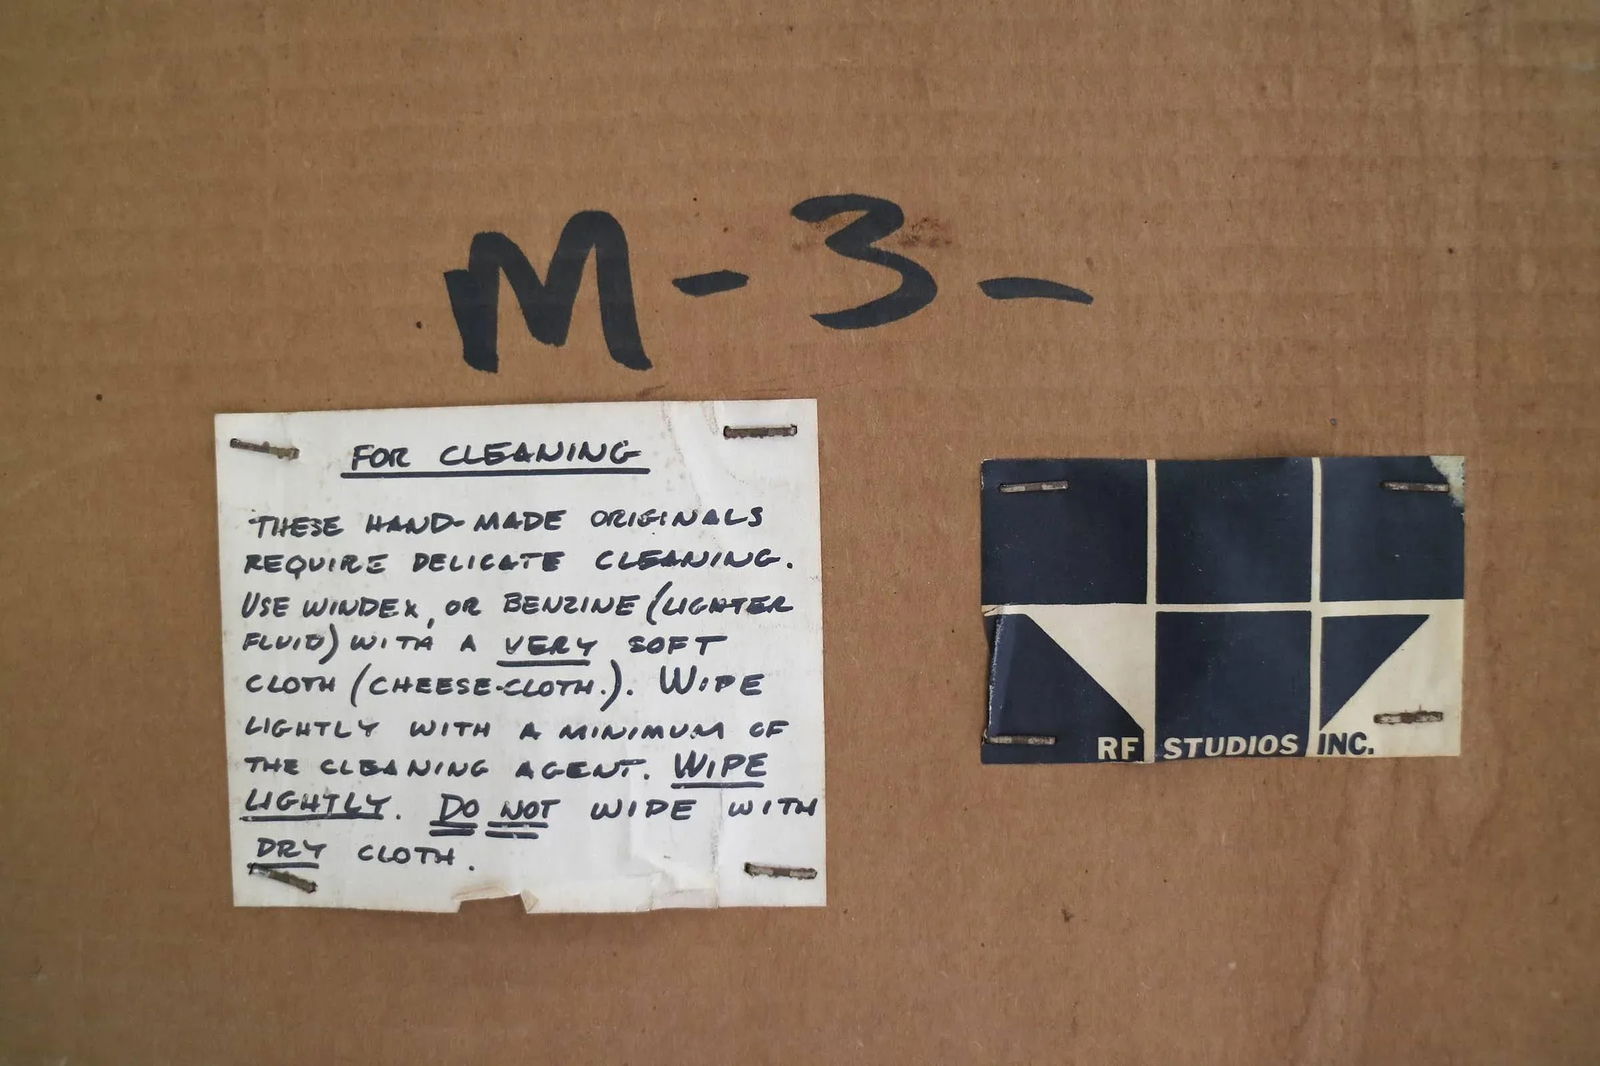 M-3-
FOR CLEANING
THESE HAND-MADE ORIGINALS
REQUIRE DELICATE CLEANING.
USE WINDEX, OR BENZINE (LIGHTER
FLUID) WITH A VERY SOFT
CLOTH (CHEESE-CLOTH.). WIPE
LIGHTLY WITH A MINIMUM OF
THE CLEANING AGENT. WIPE
LIGHTLY. DO NOT WIPE WITH
DRY CLOTH.
RF STUDIOS INC.